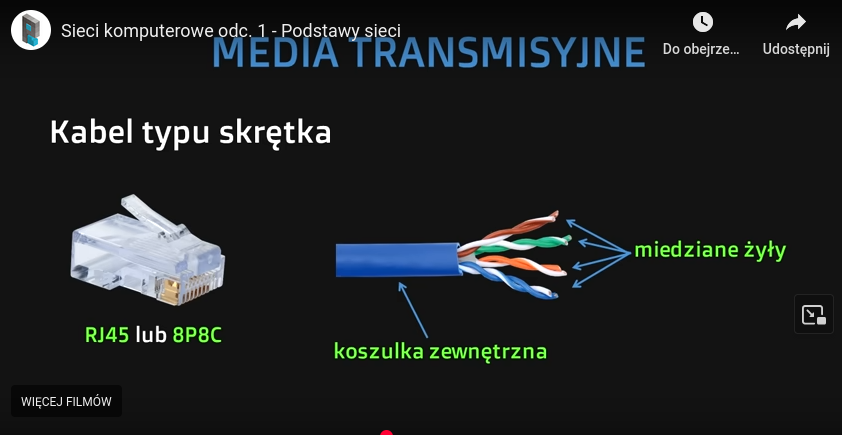 Sieci komputerowe odc. 1 - Podstawy sieci
Do obejrze...
Udostępnij
MEDIA TRANSMISYJNE
Kabel typu skrętka
miedziane żyły
RJ45 lub 8P8C
koszulka zewnętrzna
WIĘCEJ FILMÓW